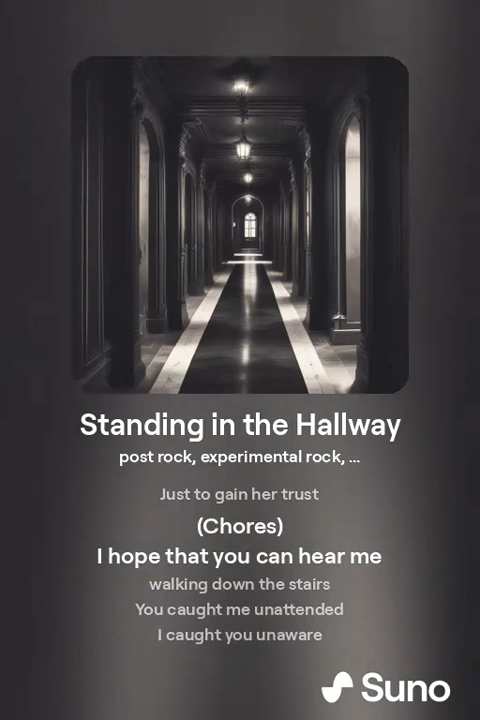 Standing in the Hallway
post rock, experimental rock, ...
Just to gain her trust
(Chores)
I hope that you can hear me
walking down the stairs
You caught me unattended
I caught you unaware
Suno